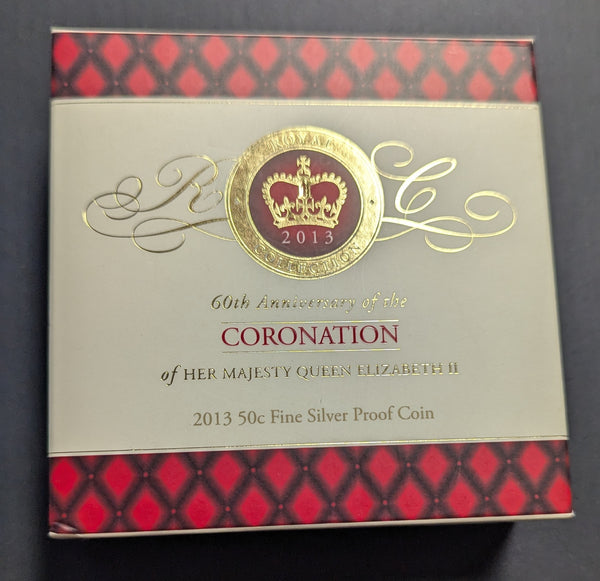 R C
ROYAL
2013
COLLECTION
60th Anniversary of the
CORONATION
of HER MAJESTY QUEEN ELIZABETH II
2013 50c Fine Silver Proof Coin